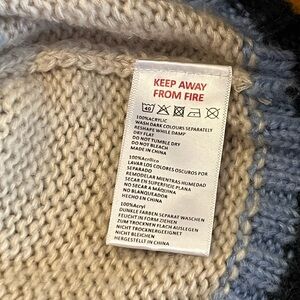 KEEP AWAY
FROM FIRE
40
100%ACRYLIC
WASH DARK COLOURS SEPARATELY
RESHAPE WHILE DAMP
DRY FLAT
DO NOT TUMBLE DRY
DO NOT BLEACH
MADE IN CHINA
100%Acrílico
LAVAR LOS COLORES OSCUROS POR
SEPARADO
REMODELAR MIENTRAS HUMEDAD
SECAR EN SUPERFICIE PLANA
NO SECAR A MÁQUINA
NO BLANQUEADOR
HECHO EN CHINA
100%Acryl
DUNKLE FARBEN SEPARAT WASCHEN
FEUCHT IN FORM ZIEHEN
ZUM TROCKNEN FLACH AUSLEGEN
NICHT TROCKNERGEEIGNET
NICHT BLEICHEN
HERGESTELLT IN CHINA